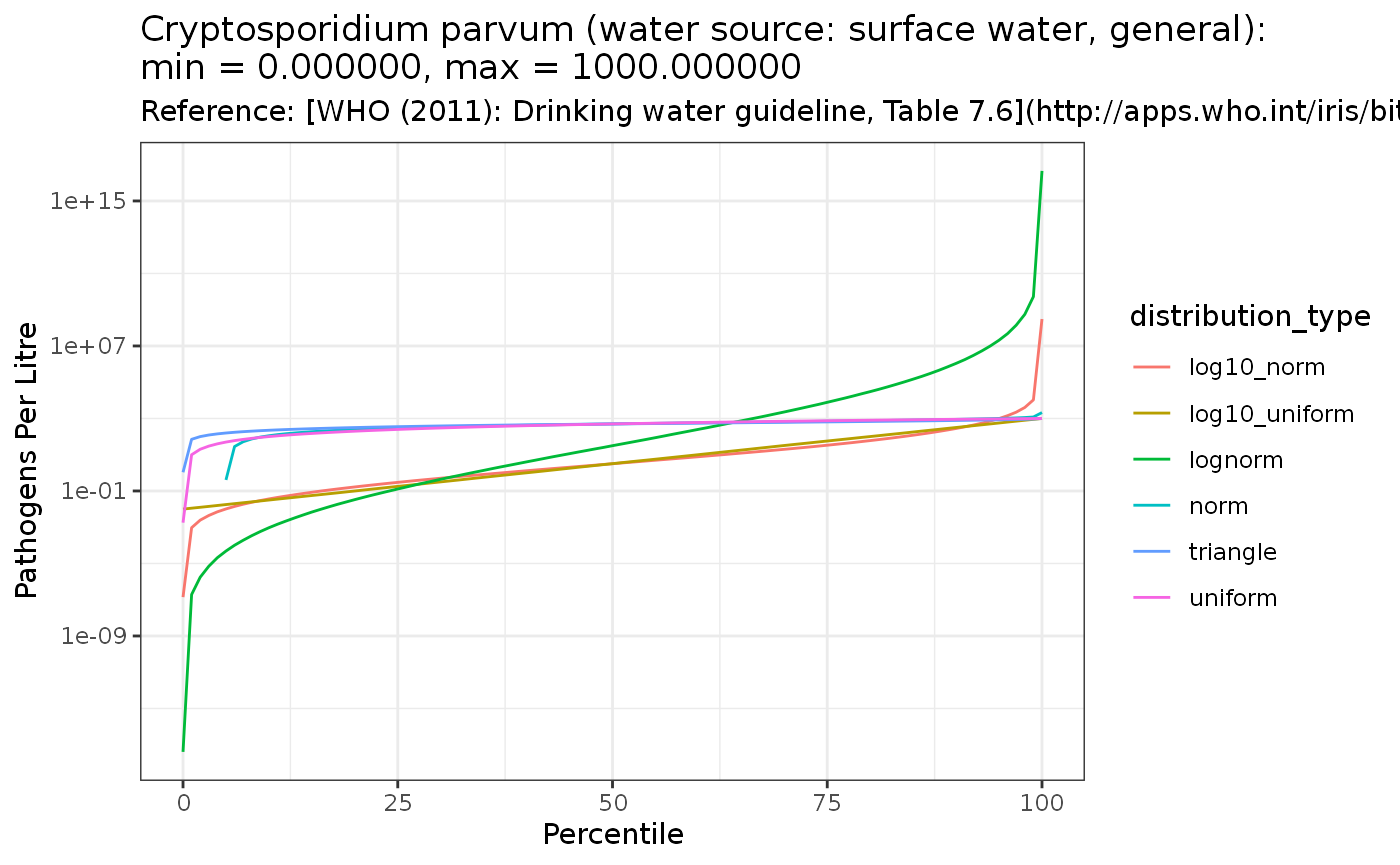 Cryptosporidium parvum (water source: surface water, general):
min = 0.000000, max = 1000.000000
Reference: [WHO (2011): Drinking water guideline, Table 7.6](http://apps.who.int/iris/bit
1e+15
1e+07
1e-01
1e-09
Pathogens Per Litre
0 25 50 75 100
Percentile
distribution_type
log10_norm
log10_uniform
lognorm
norm
triangle
uniform